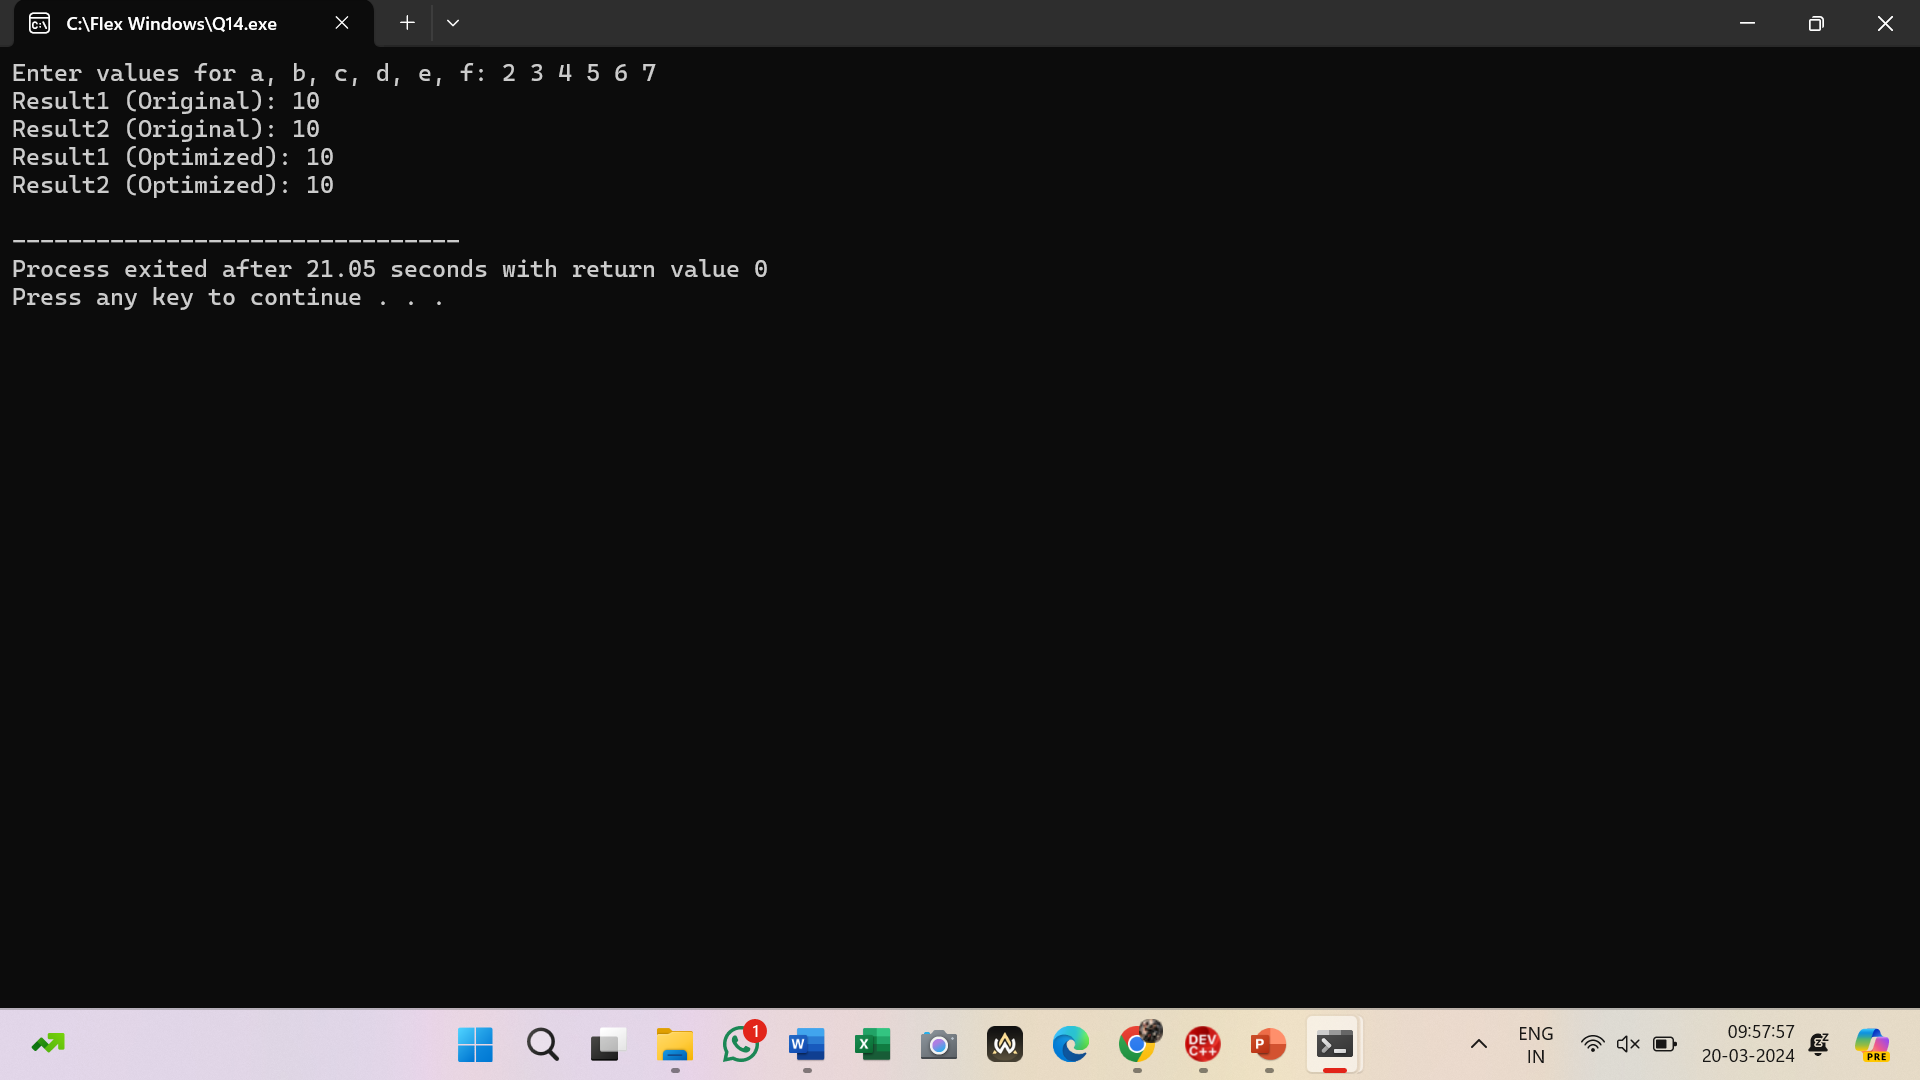 C:\Flex Windows\Q14.exe
Enter values for a, b, c, d, e, f: 2 3 4 5 6 7
Result1 (Original): 10
Result2 (Original): 10
Result1 (Optimized): 10
Result2 (Optimized): 10
--------------------------------
Process exited after 21.05 seconds with return value 0
Press any key to continue . . .
1
W
X
DEV
C++
P
ENG
IN
09:57:57
20-03-2024
PRE